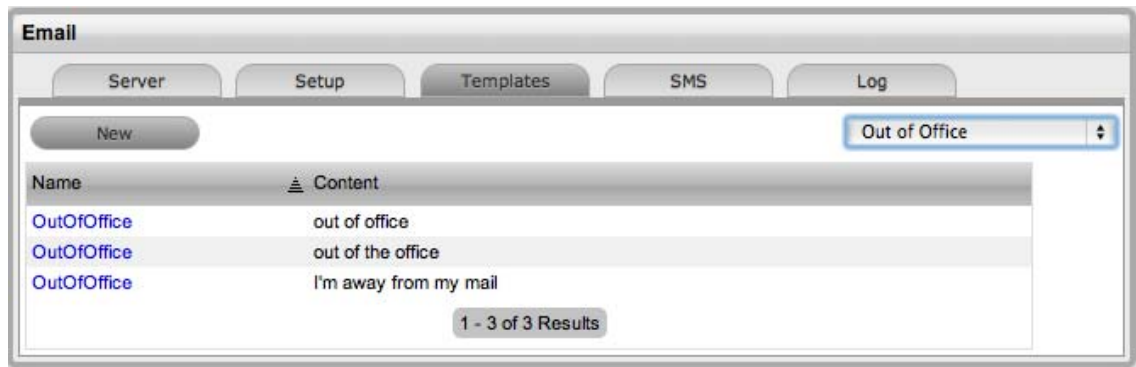 Email
Server Setup Templates SMS Log
New Out of Office
Name Content
OutOfOffice out of office
OutOfOffice out of the office
OutOfOffice I'm away from my mail
1 - 3 of 3 Results